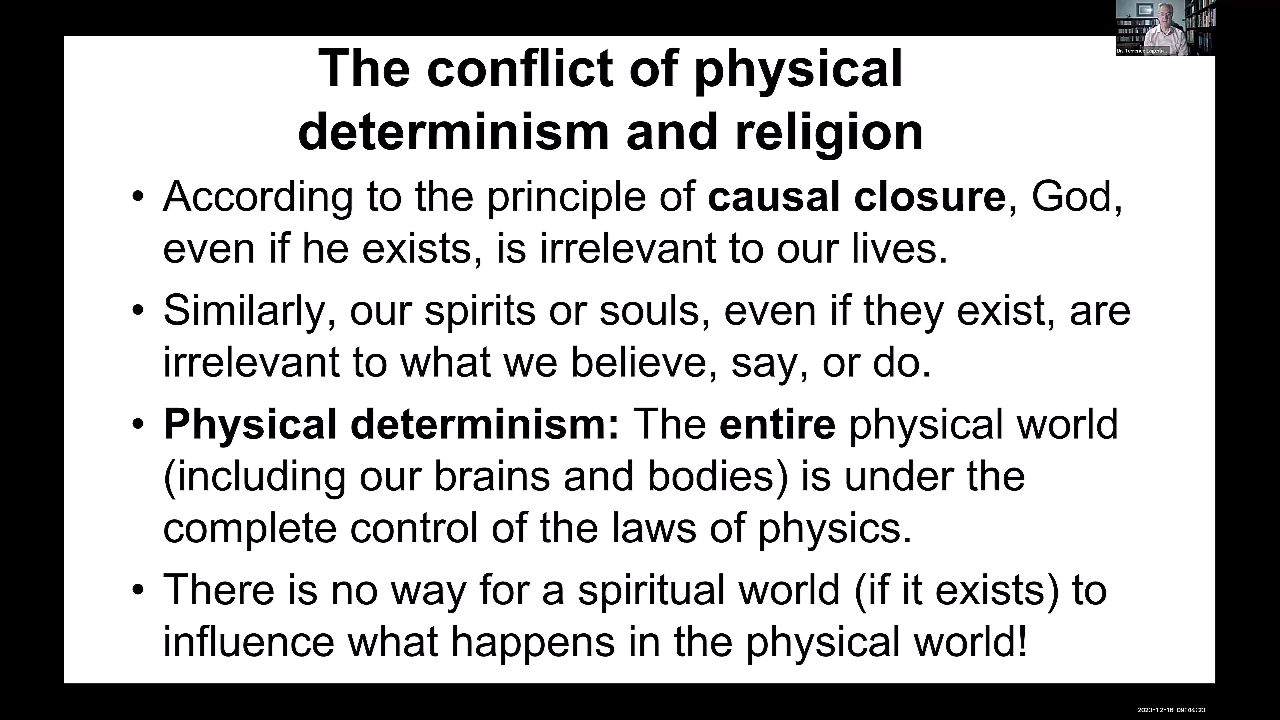 The conflict of physical
determinism and religion
• According to the principle of causal closure, God,
even if he exists, is irrelevant to our lives.
• Similarly, our spirits or souls, even if they exist, are
irrelevant to what we believe, say, or do.
• Physical determinism: The entire physical world
(including our brains and bodies) is under the
complete control of the laws of physics.
• There is no way for a spiritual world (if it exists) to
influence what happens in the physical world!
Dr. Terence